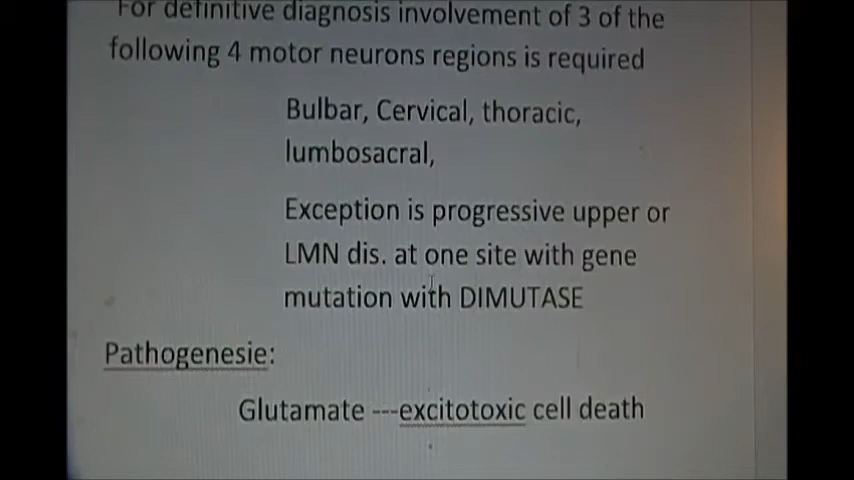 For definitive diagnosis involvement of 3 of the
following 4 motor neurons regions is required
Bulbar, Cervical, thoracic,
lumbosacral,
Exception is progressive upper or
LMN dis. at one site with gene
mutation with DIMUTASE
Pathogenesie:
Glutamate ---excitotoxic cell death